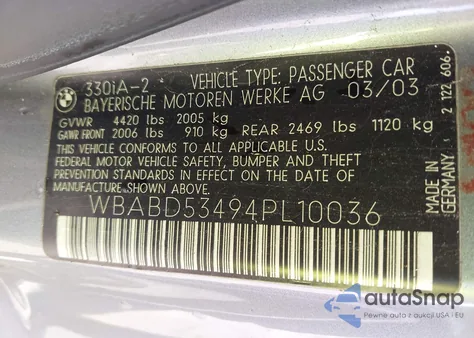 330iA-2 VEHICLE TYPE: PASSENGER CAR
BAYERISCHE MOTOREN WERKE AG 03/03
GVWR 4420 lbs 2005 kg
GAWR FRONT 2006 lbs 910 kg REAR 2469 lbs 1120 kg
THIS VEHICLE CONFORMS TO ALL APPLICABLE U.S.
FEDERAL MOTOR VEHICLE SAFETY, BUMPER AND THEFT
PREVENTION STANDARDS IN EFFECT ON THE DATE OF
MANUFACTURE SHOWN ABOVE.
WBABD53494PL10036
MADE IN GERMANY
2 122 606
autoSnap
Pewne auta z aukcji USA i EU